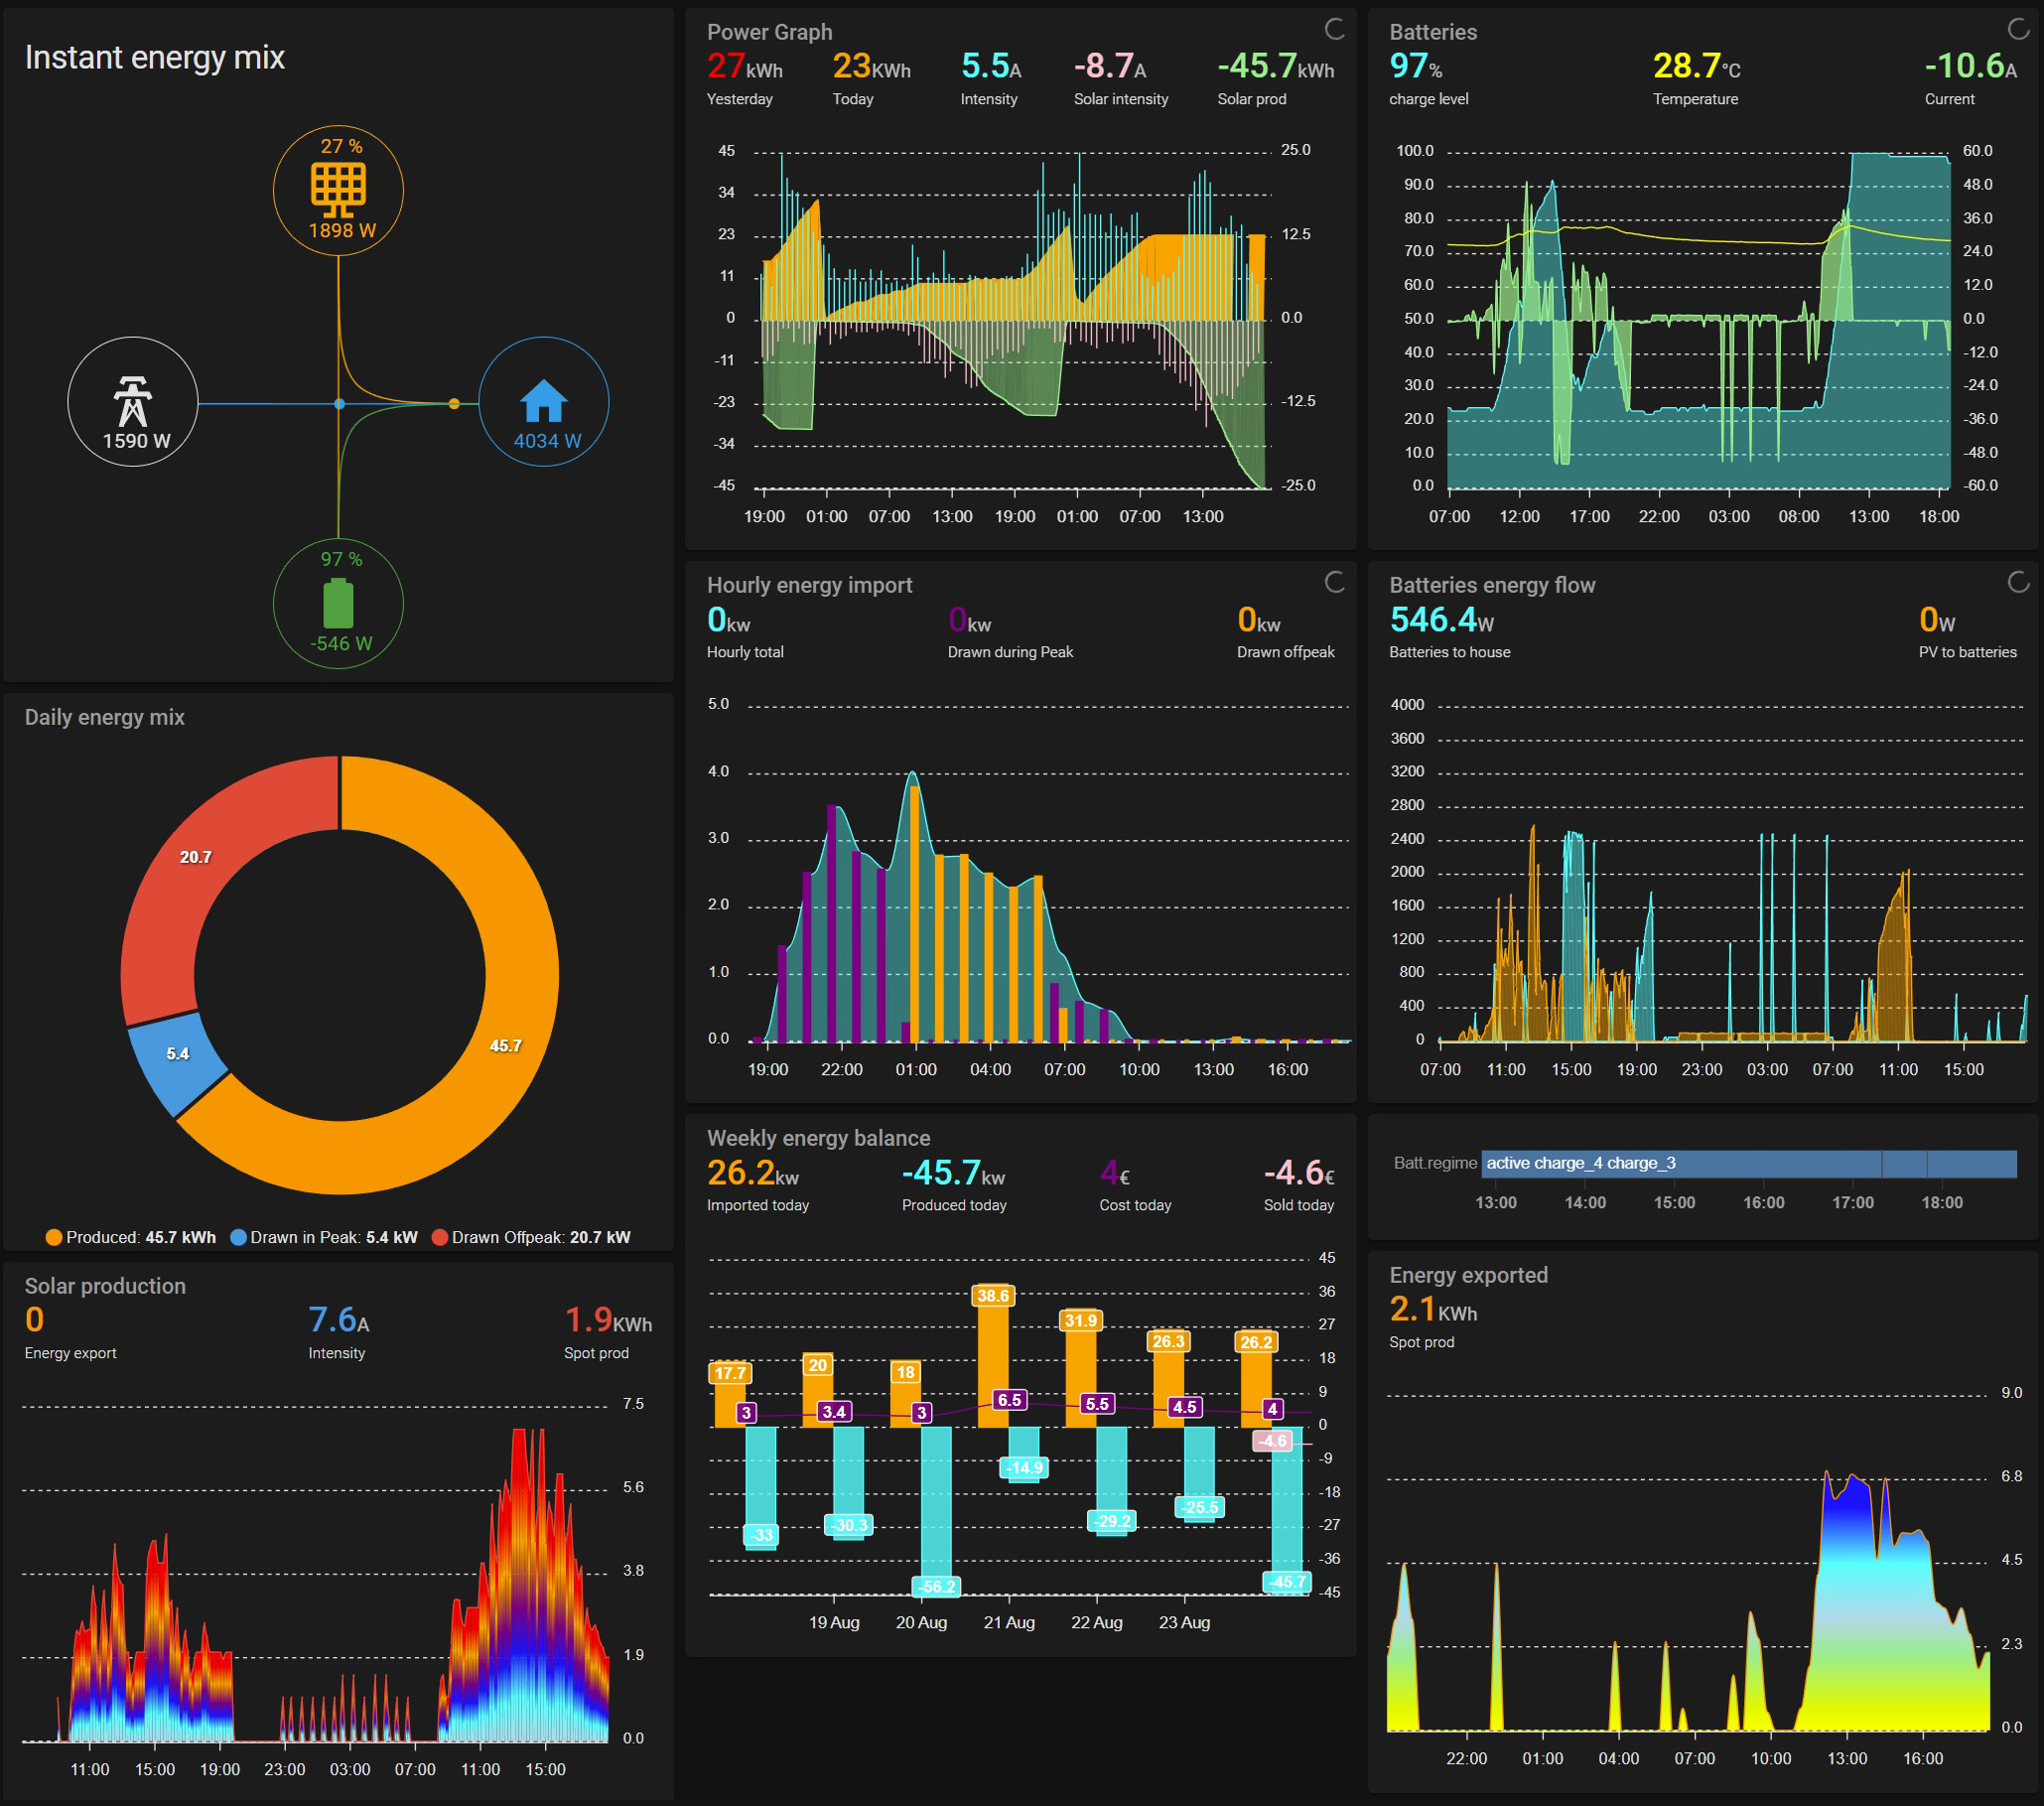 Instant energy mix
27 %
1898 W
1590 W
4034 W
97 %
-546 W
Daily energy mix
20.7
5.4
45.7
Produced: 45.7 kWh Drawn in Peak: 5.4 kW Drawn Offpeak: 20.7 kW
Solar production
0 7.6A 1.9KWh
Energy export Intensity Spot prod
7.5
5.6
3.8
1.9
0.0
11:00 15:00 19:00 23:00 03:00 07:00 11:00 15:00
Power Graph
27kWh 23KWh 5.5A -8.7A -45.7kWh
Yesterday Today Intensity Solar intensity Solar prod
45 25.0
34
23 12.5
11
0 0.0
-11
-23 -12.5
-34
-45 -25.0
19:00 01:00 07:00 13:00 19:00 01:00 07:00 13:00
Hourly energy import
0kw 0kw 0kw
Hourly total Drawn during Peak Drawn offpeak
5.0
4.0
3.0
2.0
1.0
0.0
19:00 22:00 01:00 04:00 07:00 10:00 13:00 16:00
Weekly energy balance
26.2kw -45.7kw 4€ -4.6€
Imported today Produced today Cost today Sold today
45
36
27
18
9
0
-9
-18
-27
-36
-45
17.7 20 18 38.6 31.9 26.3 26.2
3 3.4 3 6.5 5.5 4.5 4
-4.6
-33 -30.3 -56.2 -14.9 -29.2 -25.5 -45.7
19 Aug 20 Aug 21 Aug 22 Aug 23 Aug
Batteries
97% 28.7°C -10.6A
charge level Temperature Current
100.0 60.0
90.0 48.0
80.0 36.0
70.0 24.0
60.0 12.0
50.0 0.0
40.0 -12.0
30.0 -24.0
20.0 -36.0
10.0 -48.0
0.0 -60.0
07:00 12:00 17:00 22:00 03:00 08:00 13:00 18:00
Batteries energy flow
546.4W 0W
Batteries to house PV to batteries
4000
3600
3200
2800
2400
2000
1600
1200
800
400
0
07:00 11:00 15:00 19:00 23:00 03:00 07:00 11:00 15:00
Batt.regime active charge_4 charge_3
13:00 14:00 15:00 16:00 17:00 18:00
Energy exported
2.1KWh
Spot prod
9.0
6.8
4.5
2.3
0.0
22:00 01:00 04:00 07:00 10:00 13:00 16:00